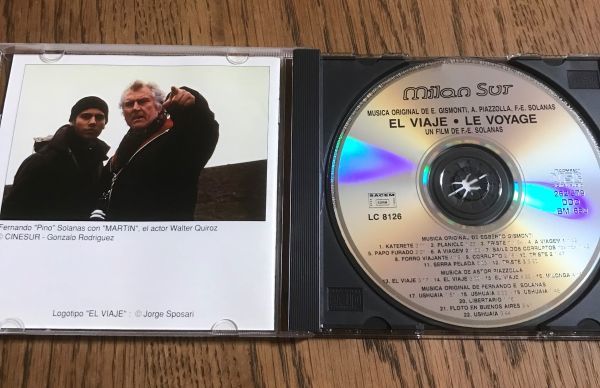 Fernando "Pino" Solanas con "MARTIN", el actor Walter Quiroz
© CINESUR - Gonzalo Rodriguez
Logotipo "EL VIAJE" : © Jorge Sposari
Milan Sur
MUSICA ORIGINAL DE E. GISMONTI, A. PIAZZOLLA, F.-E. SOLANAS
EL VIAJE • LE VOYAGE
UN FILM DE F.-E. SOLANAS
SACEM
LC 8126
MUSICA ORIGINAL DE EGBERTO GISMONTI
1. KATERETE 2. PLANICIE 3. TRISTE 4. A VIAGEM
5. PAPO FURADO 6. A VIAGEM 7. BAILE DOS CORRUPTOS
8. FORRO VIAJANTE 9. CORRUPTO 10. TRISTE 2
11. SERRA PELADA 12. TRISTE 3
MUSICA DE ASTOR PIAZZOLLA
13. EL VIAJE 14. EL VIAJE 15. EL VIAJE 16. MILONGA
MUSICA ORIGINAL DE FERNANDO E. SOLANAS
17. USHUAIA 18. USHUAIA 19. USHUAIA
20. LIBERTARIO
21. FLOTO EN BUENOS AIRES
22. USHUAIA